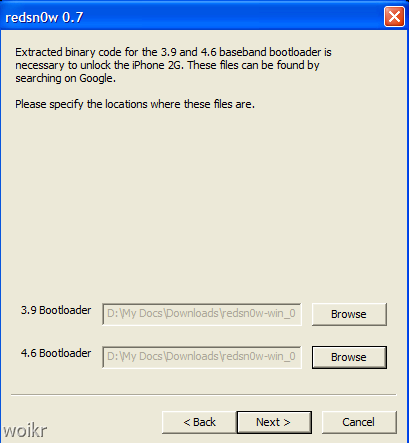 redsn0w 0.7
Extracted binary code for the 3.9 and 4.6 baseband bootloader is
necessary to unlock the iPhone 2G. These files can be found by
searching on Google.
Please specify the locations where these files are.
3.9 Bootloader D:\My Docs\Downloads\redsn0w-win_0 Browse
4.6 Bootloader D:\My Docs\Downloads\redsn0w-win_0 Browse
< Back Next > Cancel
woikr